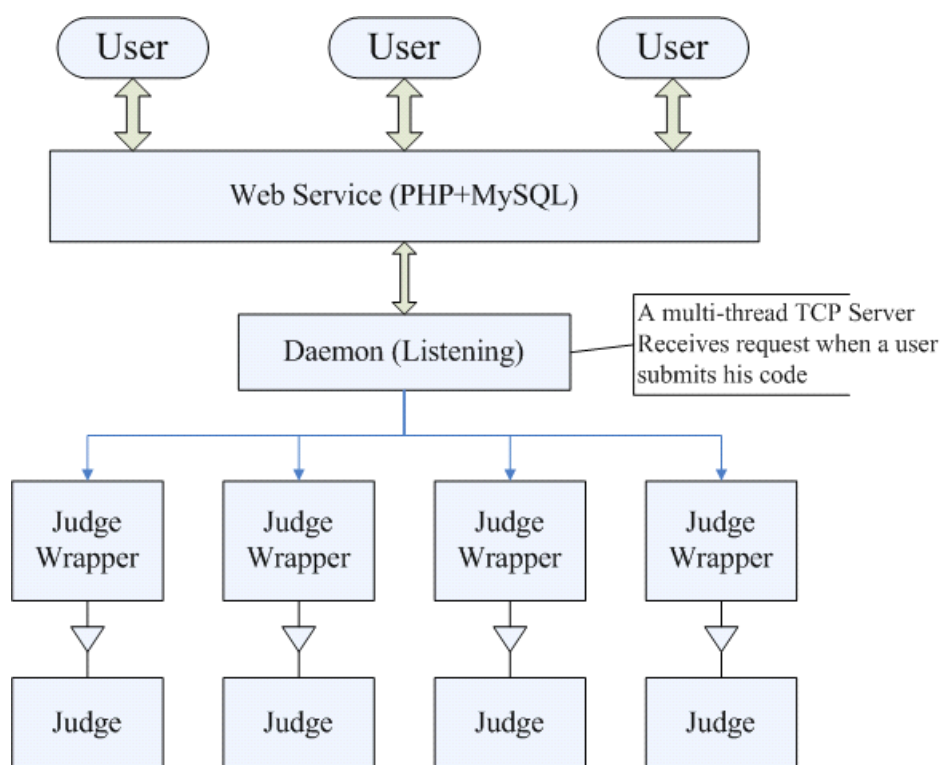 User
User
User
Web Service (PHP+MySQL)
Daemon (Listening)
A multi-thread TCP Server
Receives request when a user
submits his code
Judge
Wrapper
Judge
Wrapper
Judge
Wrapper
Judge
Wrapper
Judge
Judge
Judge
Judge